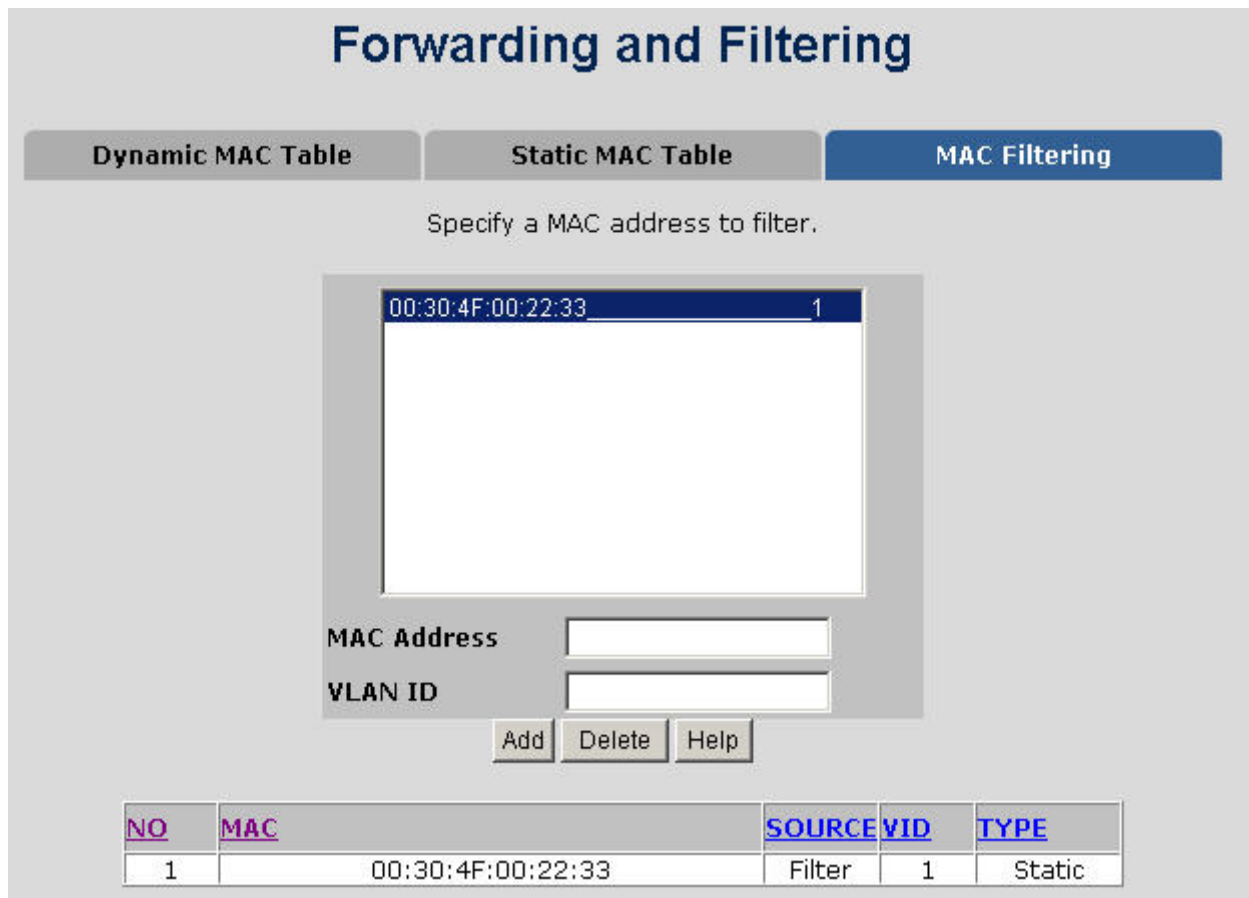 Forwarding and Filtering
Dynamic MAC Table Static MAC Table MAC Filtering
Specify a MAC address to filter.
00:30:4F:00:22:33__________________1
MAC Address
VLAN ID
Add Delete Help
NO MAC SOURCE VID TYPE
1 00:30:4F:00:22:33 Filter 1 Static